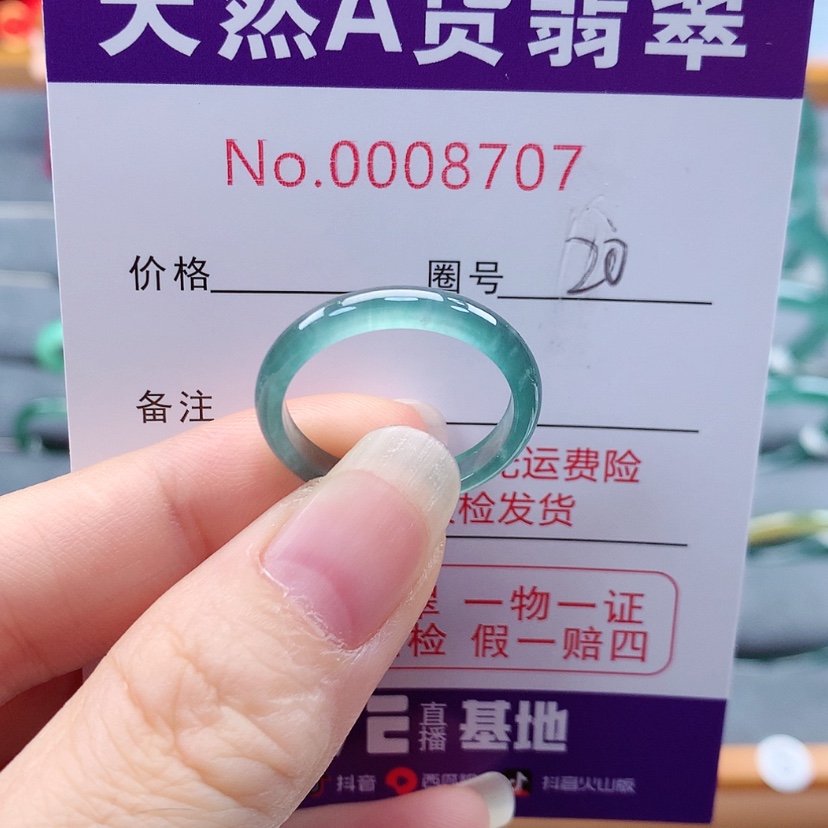 天然A货翡翠
No.0008707
价格 圈号 20
备注
运费险
检发货
一物一证
检 假一赔四
直播 基地
抖音 西瓜 抖音火山版